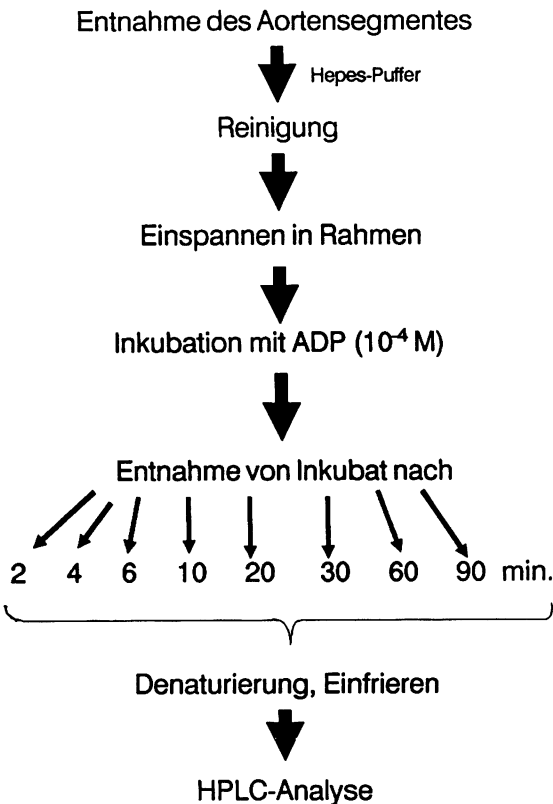 Entnahme des Aortensegmentes
Hepes-Puffer
Reinigung
Einspannen in Rahmen
Inkubation mit ADP (10⁻⁴ M)
Entnahme von Inkubat nach
2 4 6 10 20 30 60 90 min.
Denaturierung, Einfrieren
HPLC-Analyse